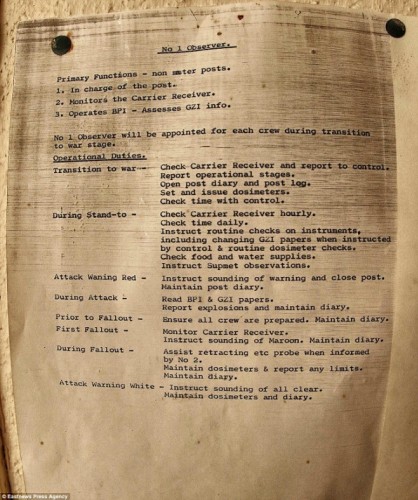 No 1 Observer.
Primary Functions - non mster posts.
1. In charge of the post.
2. Monitors the Carrier Receiver.
3. Operates BPI - Assesses GZI info.
No 1 Observer will be appointed for each crew during transition
to war stage.
Operational Duties.
Transition to war- Check Carrier Receiver and report to control.
Report operational stages.
Open post diary and post log.
Set and issue dosimeters.
Check time with control.
During Stand-to - Check Carrier Receiver hourly.
Check time daily.
Instruct routine checks on instruments,
including changing GZI papers when instructed
by control & routine dosimeter checks.
Check food and water supplies.
Instruct Supmet observations.
Attack Waning Red - Instruct sounding of warning and close post.
Maintain post diary.
During Attack - Read BPI & GZI papers.
Report explosions and maintain diary.
Prior to Fallout - Ensure all crew are prepared. Maintain diary.
First Fallout - Monitor Carrier Receiver.
Instruct sounding of Maroon. Maintain diary.
During Fallout - Assist retracting etc probe when informed
by No 2.
Maintain dosimeters & report any limits.
Maintain diary.
Attack Warning White - Instruct sounding of all clear.
Maintain dosimeters and diary.
© Eastnews Press Agency